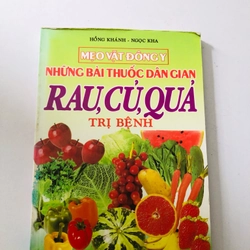 HỒNG KHÁNH - NGỌC KHA
MẸO VẶT ĐÔNG Y
NHỮNG BÀI THUỐC DÂN GIAN
RAU, CỦ, QUẢ
TRỊ BỆNH